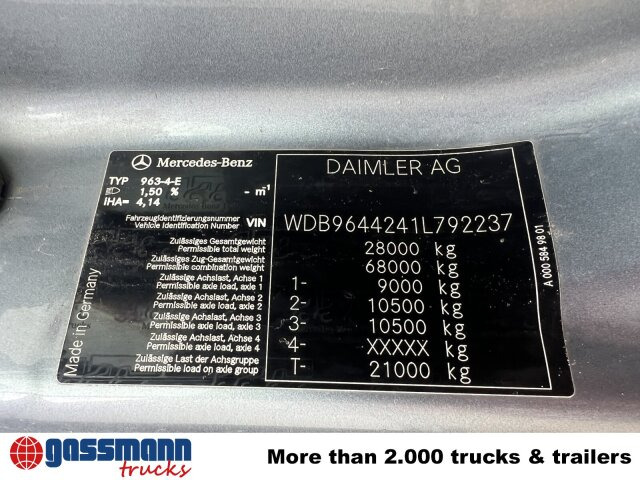 Mercedes-Benz
DAIMLER AG
TYP 963-4-E
1,50 % - m⁻¹
IHA= 4,14
Fahrzeugidentifizierungsnummer
Vehicle Identification Number VIN WDB9644241L792237
Zulässiges Gesamtgewicht
Permissible total weight 28000 kg
Zulässiges Zug-Gesamtgewicht
Permissible combination weight 68000 kg
Zulässige Achslast, Achse 1
Permissible axle load, axle 1 1- 9000 kg
Zulässige Achslast, Achse 2
Permissible axle load, axle 2 2- 10500 kg
Zulässige Achslast, Achse 3
Permissible axle load, axle 3 3- 10500 kg
Zulässige Achslast, Achse 4
Permissible axle load, axle 4 4- XXXXX kg
Zulässige Last der Achsgruppe
Permissible load on axle group T- 21000 kg
Made in Germany
A 000 584 98 01
gassmann
trucks
More than 2.000 trucks & trailers